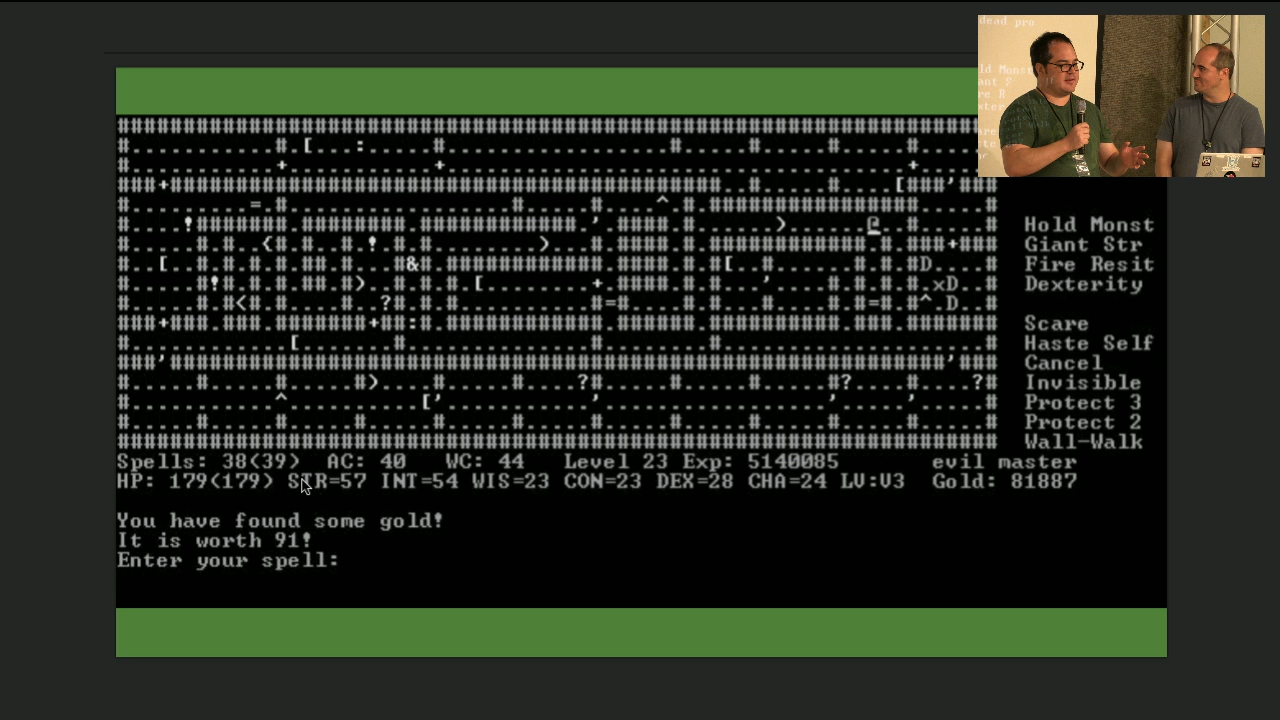 Hold Monst
Giant Str
Fire Resit
Dexterity
Scare
Haste Self
Cancel
Invisible
Protect 3
Protect 2
Wall-Walk
Spells: 38(39) AC: 40 WC: 44 Level 23 Exp: 5140085 evil master
HP: 179(179) STR=57 INT=54 WIS=23 CON=23 DEX=28 CHA=24 LV:V3 Gold: 81887
You have found some gold!
It is worth 91!
Enter your spell: